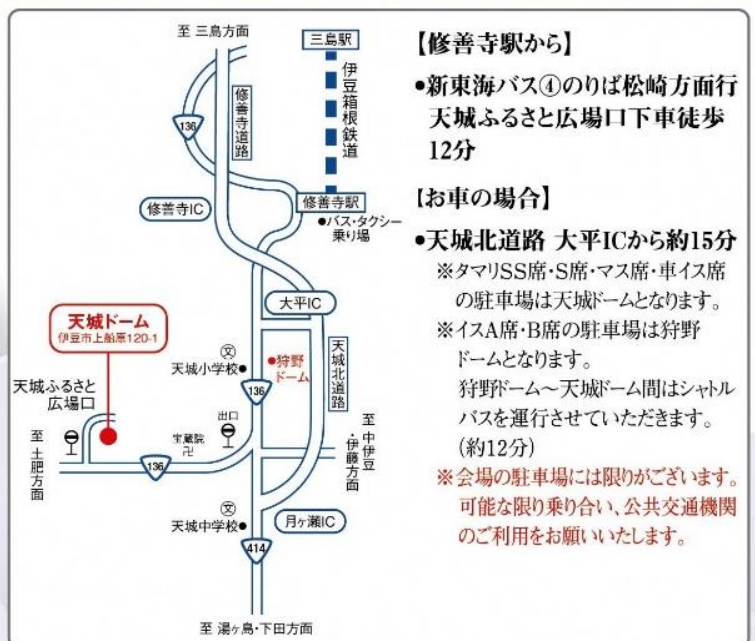 至 三島方面
三島駅
伊豆箱根鉄道
修善寺道路
136
修善寺IC
修善寺駅
●バス・タクシー
乗り場
大平IC
天城ドーム
伊豆市上船原120-1
文
天城小学校●
●狩野
ドーム
天城北道路
136
天城ふるさと
広場口
出口
宝蔵院
卍
至 土肥方面
136
至 中伊豆
・伊藤方面
文
天城中学校●
月ヶ瀬IC
414
至 湯ヶ島・下田方面
【修善寺駅から】
●新東海バス④のりば松崎方面行
天城ふるさと広場口下車徒歩
12分
【お車の場合】
●天城北道路 大平ICから約15分
※タマリSS席・S席・マス席・車イス席
の駐車場は天城ドームとなります。
※イスA席・B席の駐車場は狩野
ドームとなります。
狩野ドーム～天城ドーム間はシャトル
バスを運行させていただきます。
(約12分)
※会場の駐車場には限りがございます。
可能な限り乗り合い、公共交通機関
のご利用をお願いいたします。